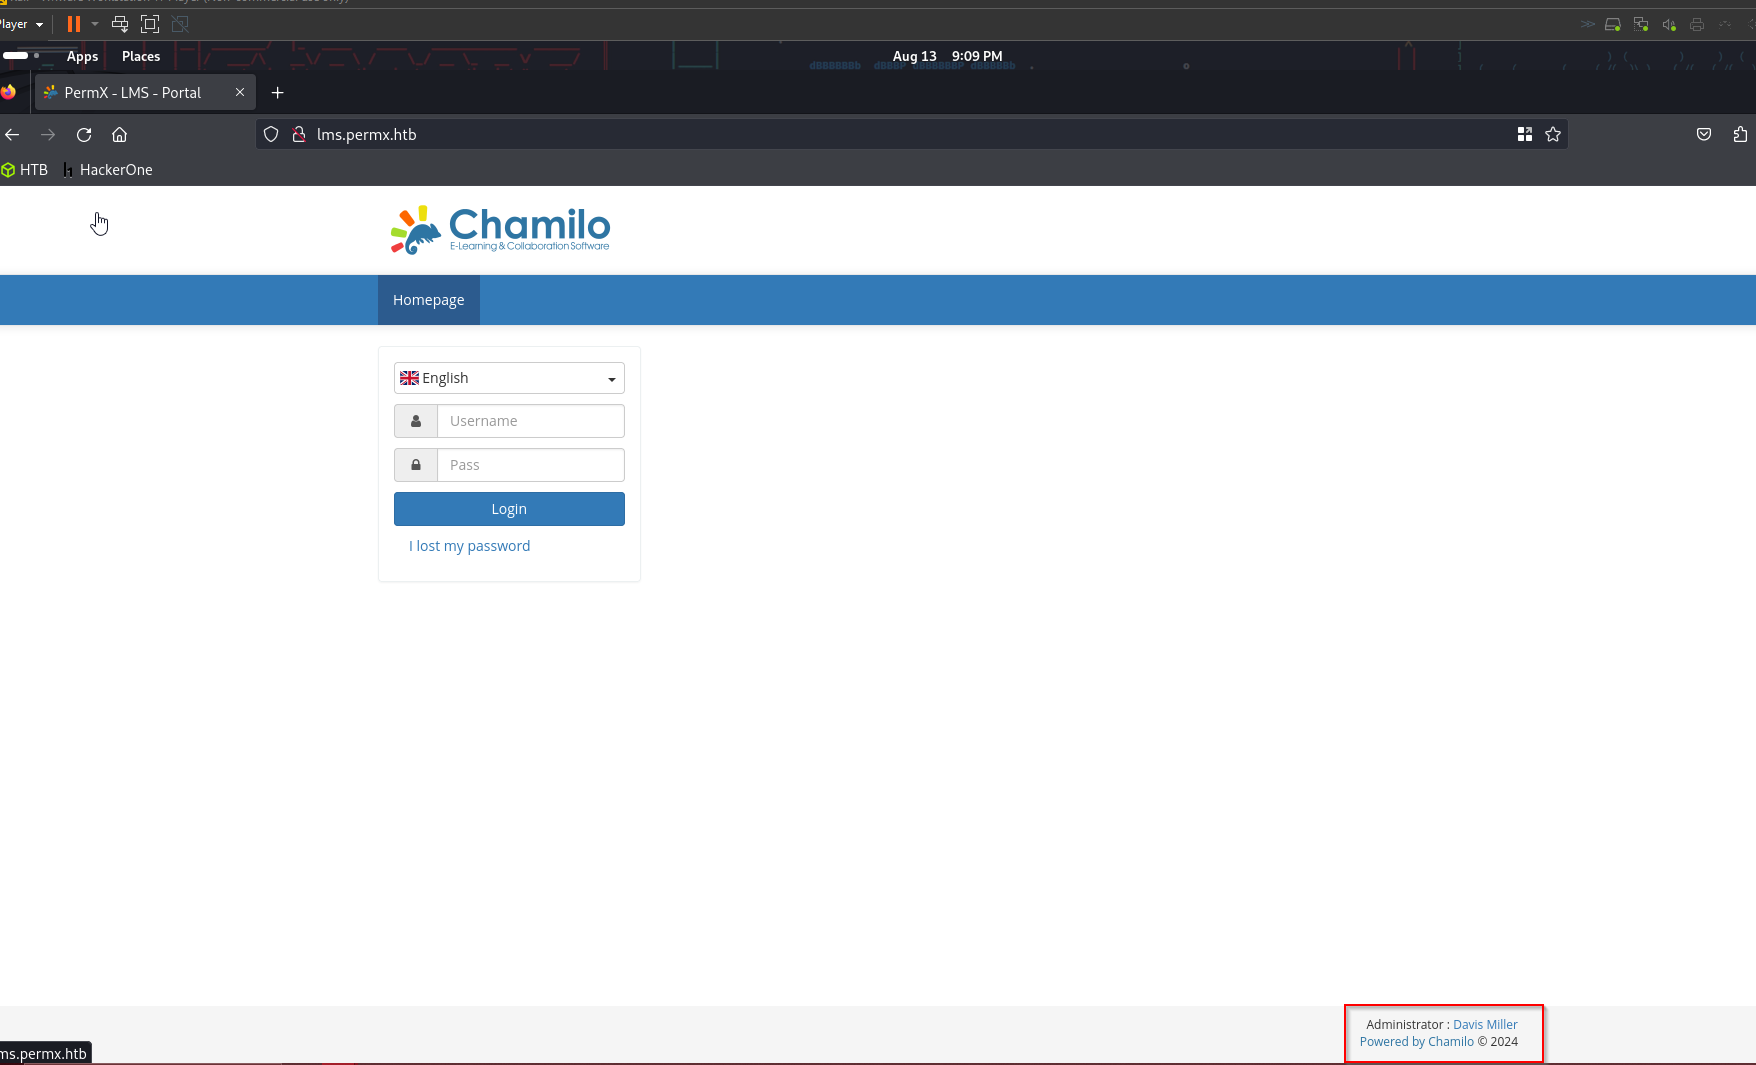 Player
Apps Places Aug 13 9:09 PM
PermX - LMS - Portal
lms.permx.htb
HTB HackerOne
Chamilo
E-Learning & Collaboration Software
Homepage
English
Username
Pass
Login
I lost my password
Administrator : Davis Miller
Powered by Chamilo © 2024
ms.permx.htb